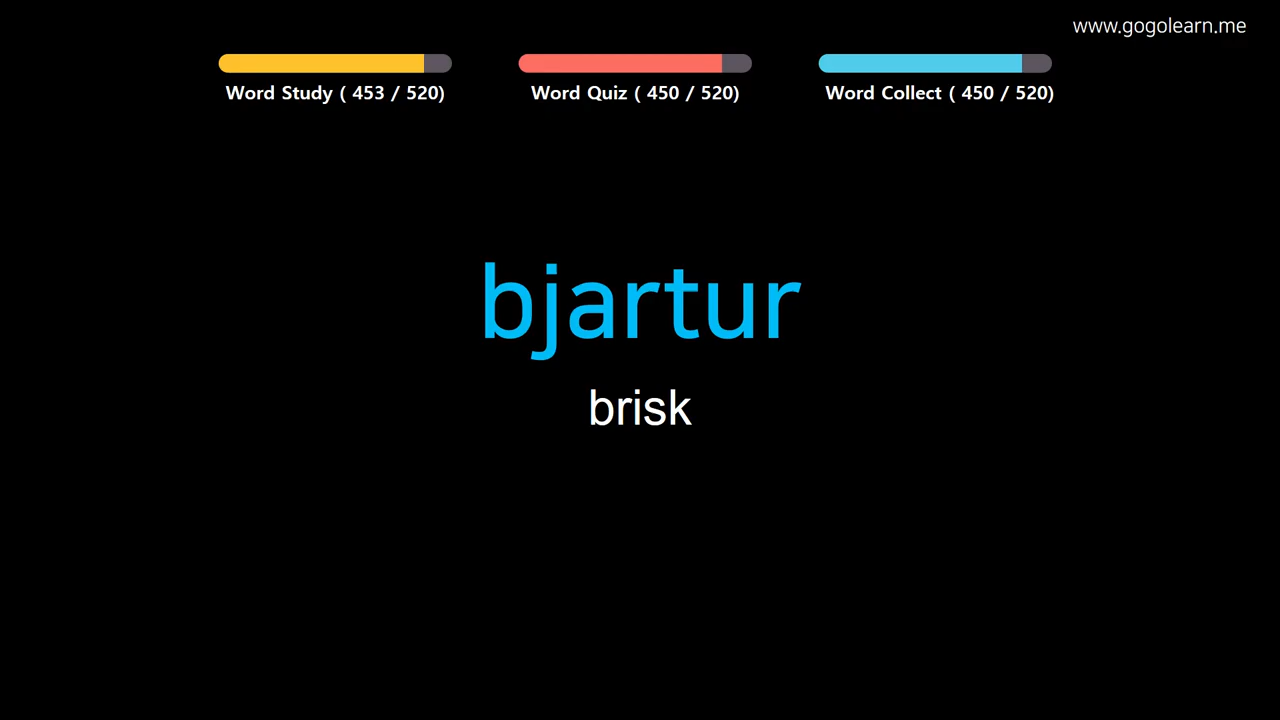 www.gogolearn.me
Word Study ( 453 / 520)
Word Quiz ( 450 / 520)
Word Collect ( 450 / 520)
bjartur
brisk